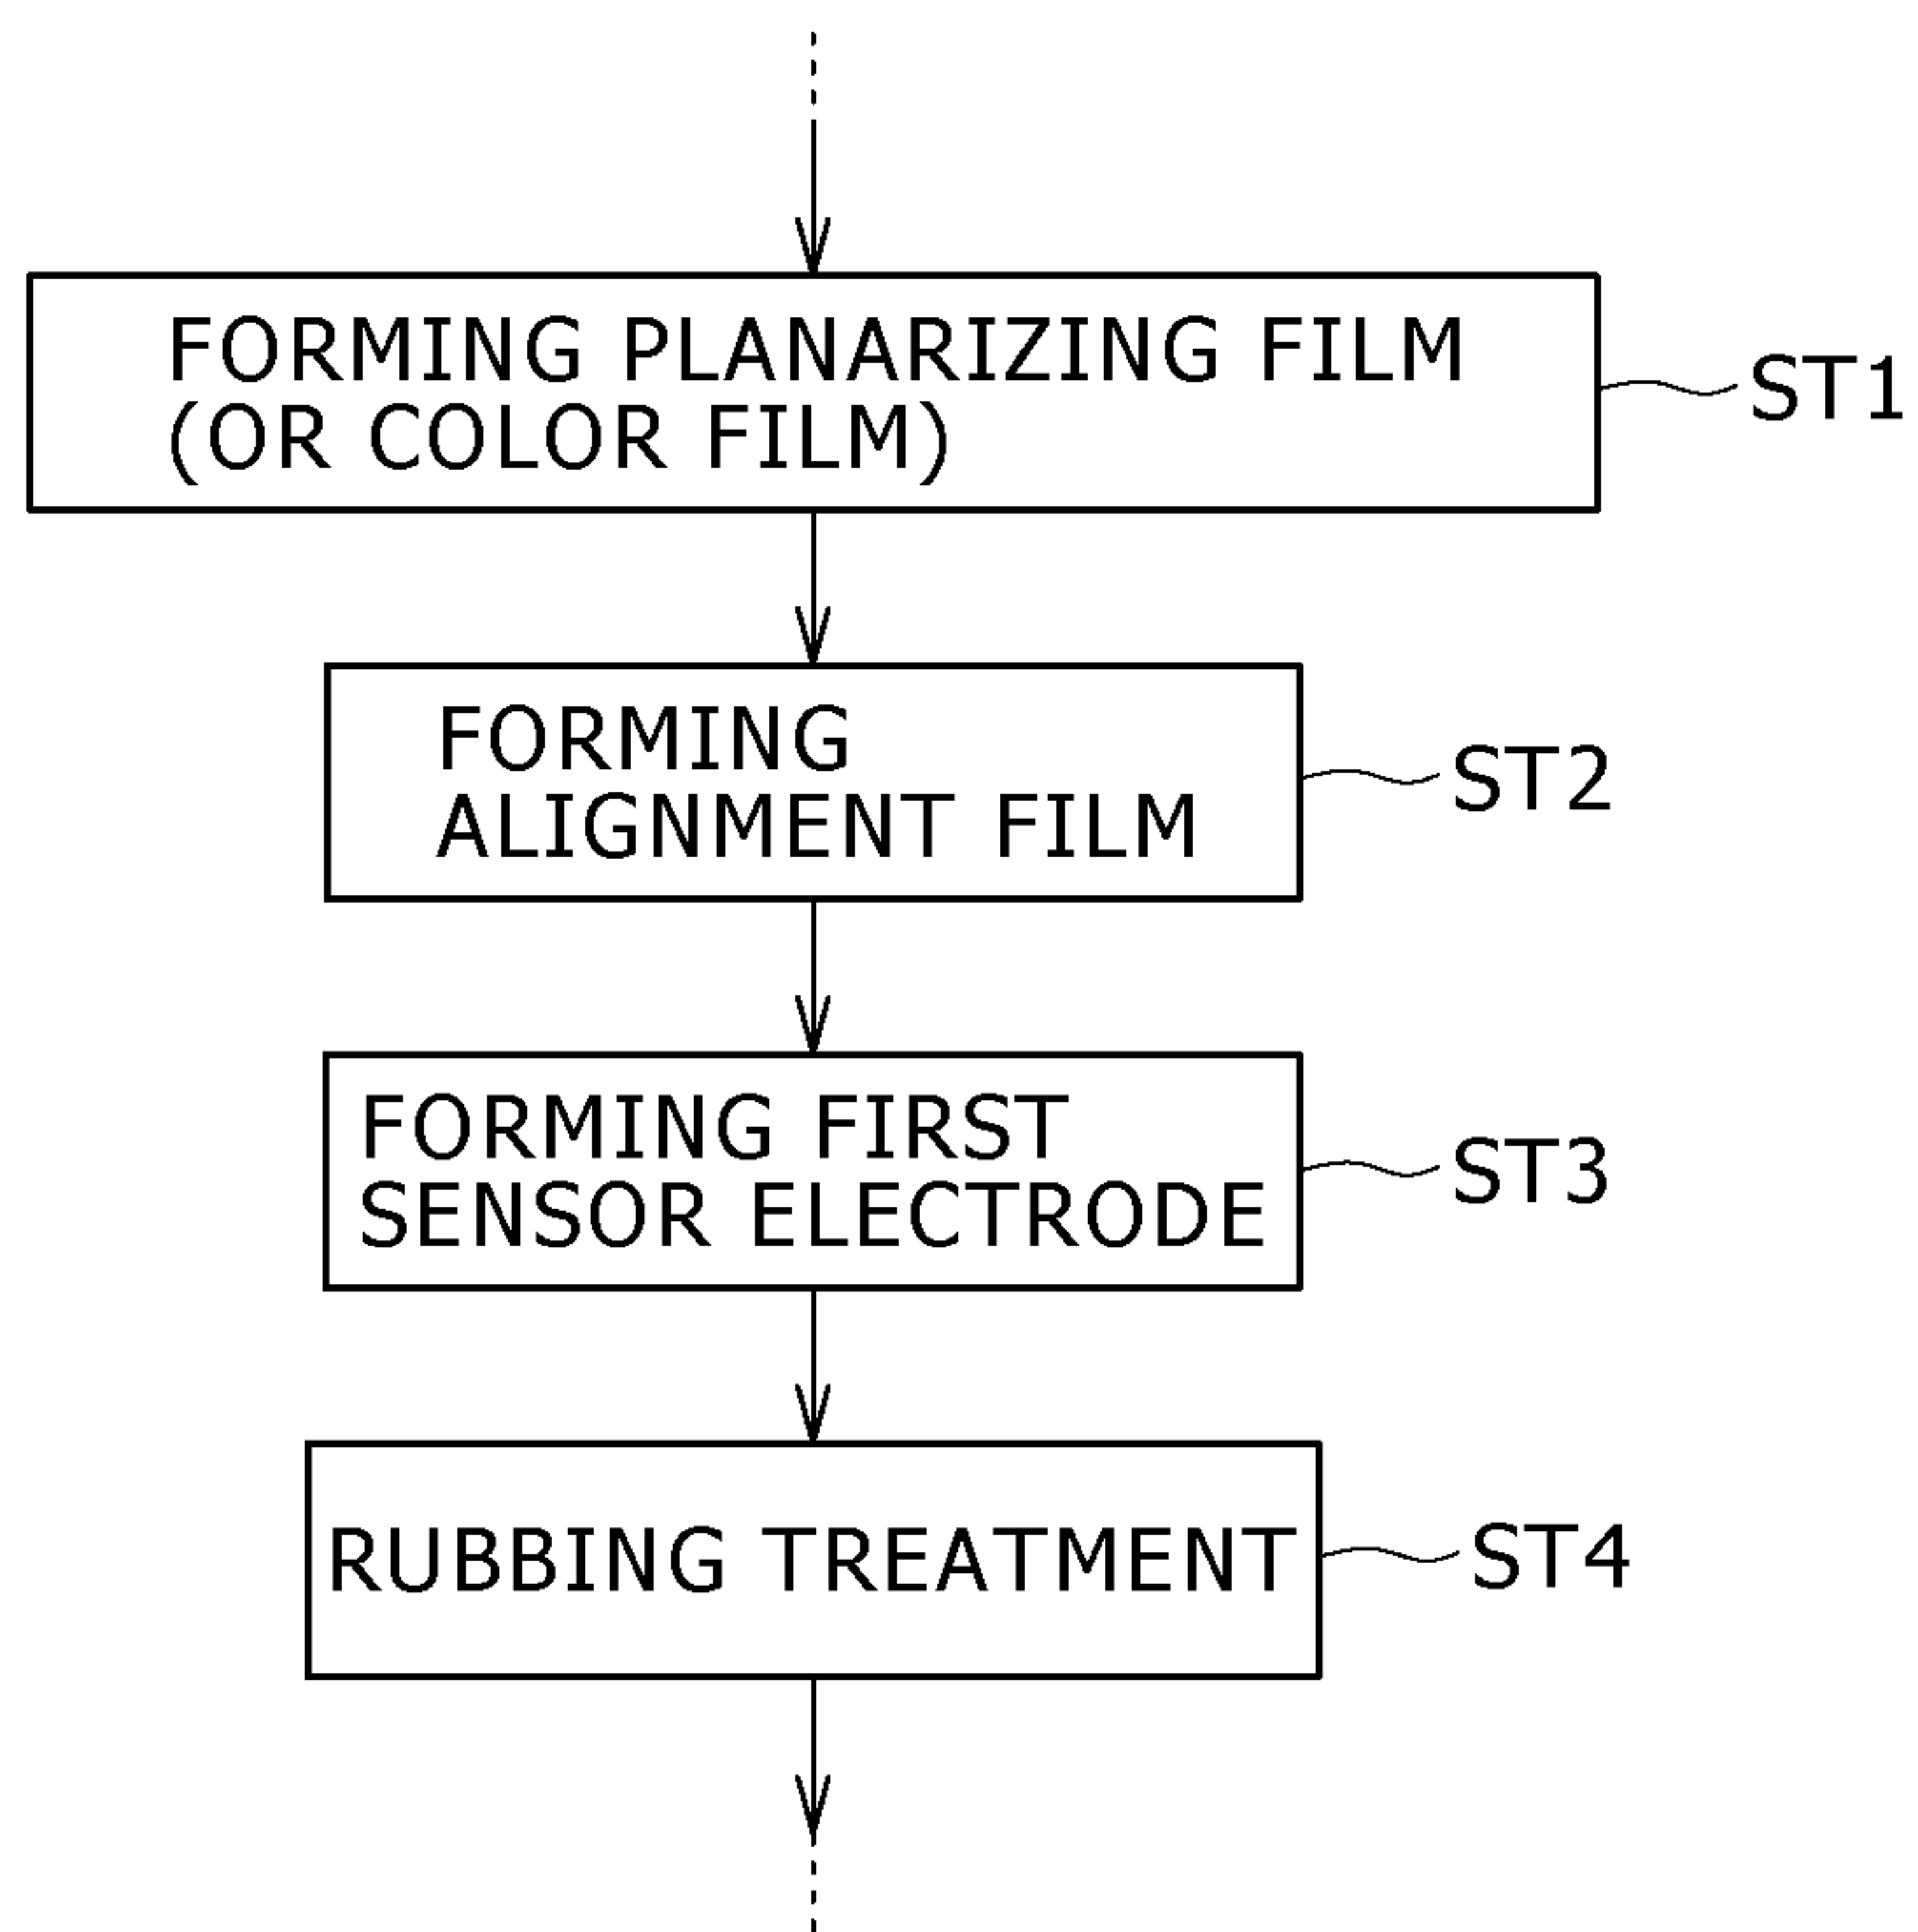 FORMING PLANARIZING FILM
(OR COLOR FILM)
ST1
FORMING
ALIGNMENT FILM
ST2
FORMING FIRST
SENSOR ELECTRODE
ST3
RUBBING TREATMENT
ST4